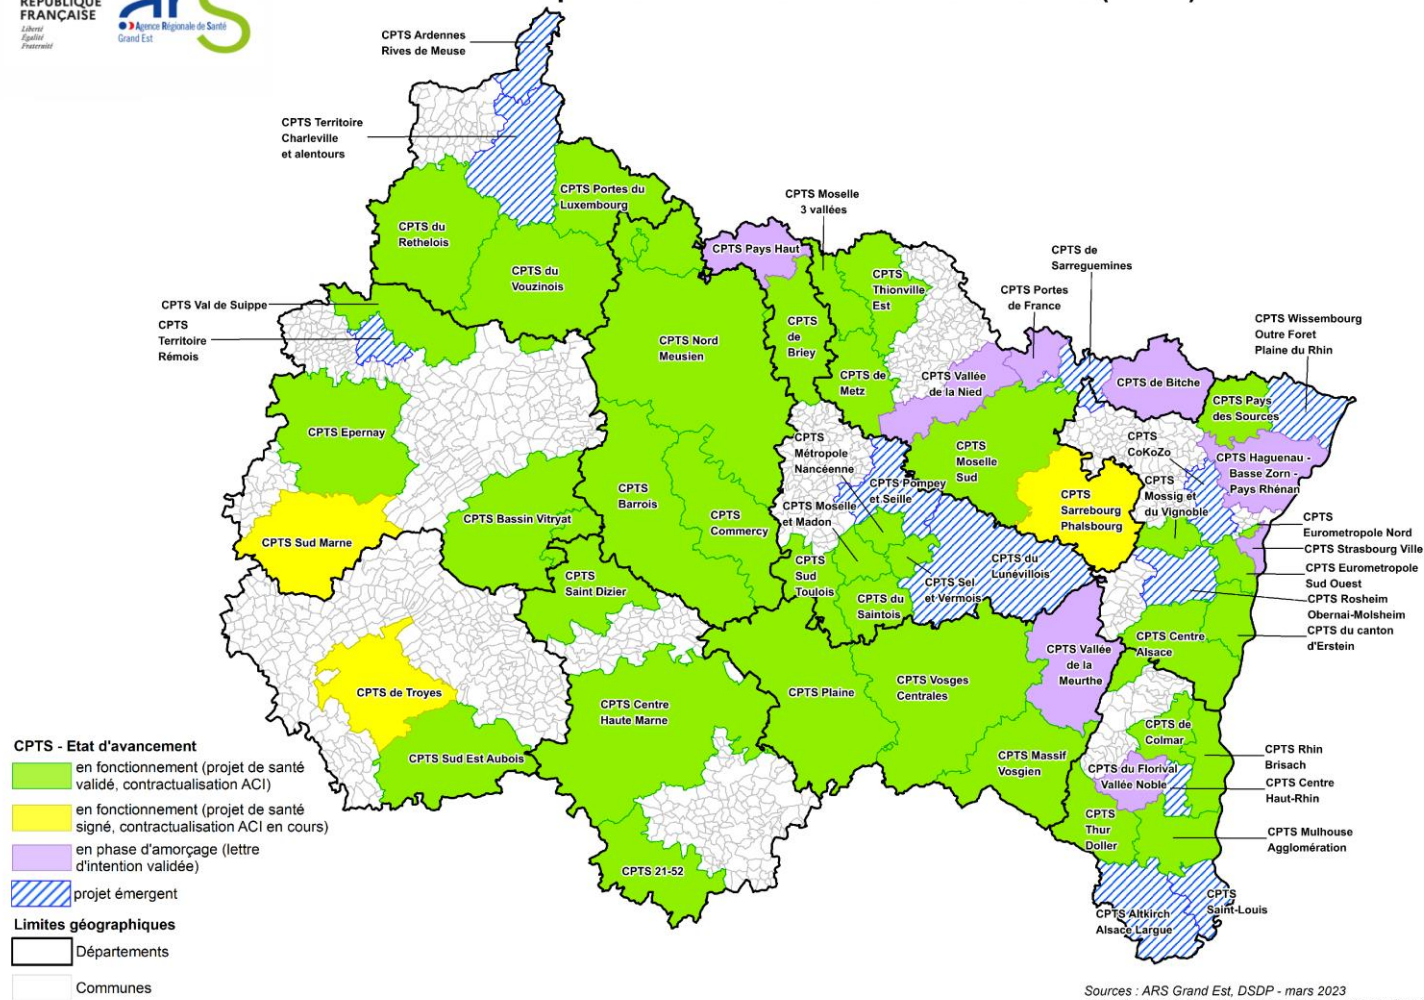 RÉPUBLIQUE
FRANÇAISE
Liberté
Égalité
Fraternité
ars
Agence Régionale de Santé
Grand Est
CPTS Ardennes
Rives de Meuse
CPTS Territoire
Charleville
et alentours
CPTS Portes du
Luxembourg
CPTS Moselle
3 vallées
CPTS du
Rethelois
CPTS Pays Haut
CPTS de
Sarreguemines
CPTS du
Vouzinois
CPTS
Thionville
Est
CPTS Portes
de France
CPTS Val de Suippe
CPTS
Territoire
Rémois
CPTS Wissembourg
Outre Foret
Plaine du Rhin
CPTS
de
Briey
CPTS Nord
Meusien
CPTS de
Metz
CPTS Vallée
de la Nied
CPTS de Bitche
CPTS Pays
des Sources
CPTS Epernay
CPTS
Métropole
Nancéenne
CPTS
Moselle
Sud
CPTS
CoKoZo
CPTS Haguenau -
Basse Zorn -
Pays Rhénan
CPTS Pompey
et Seille
CPTS
Mossig et
du Vignoble
CPTS
Barrois
CPTS
Sarrebourg
Phalsbourg
CPTS Moselle
et Madon
CPTS Bassin Vitryat
CPTS
Commercy
CPTS
Eurometropole Nord
CPTS Sud Marne
CPTS Strasbourg Ville
CPTS du
Lunévillois
CPTS
Sud
Toulois
CPTS Eurometropole
Sud Ouest
CPTS
Saint Dizier
CPTS Sel
et Vermois
CPTS du
Saintois
CPTS Rosheim
Obernai-Molsheim
CPTS du canton
d'Erstein
CPTS Centre
Alsace
CPTS Vallée
de la
Meurthe
CPTS de Troyes
CPTS Plaine
CPTS Vosges
Centrales
CPTS Centre
Haute Marne
CPTS de
Colmar
CPTS Sud Est Aubois
CPTS Massif
Vosgien
CPTS Rhin
Brisach
CPTS du Florival
Vallée Noble
CPTS Centre
Haut-Rhin
CPTS
Thur
Doller
CPTS Mulhouse
Agglomération
CPTS 21-52
CPTS
Saint-Louis
CPTS Altkirch
Alsace Largue
CPTS - Etat d'avancement
en fonctionnement (projet de santé
validé, contractualisation ACI)
en fonctionnement (projet de santé
signé, contractualisation ACI en cours)
en phase d'amorçage (lettre
d'intention validée)
projet émergent
Limites géographiques
Départements
Communes
Sources : ARS Grand Est, DSDP - mars 2023